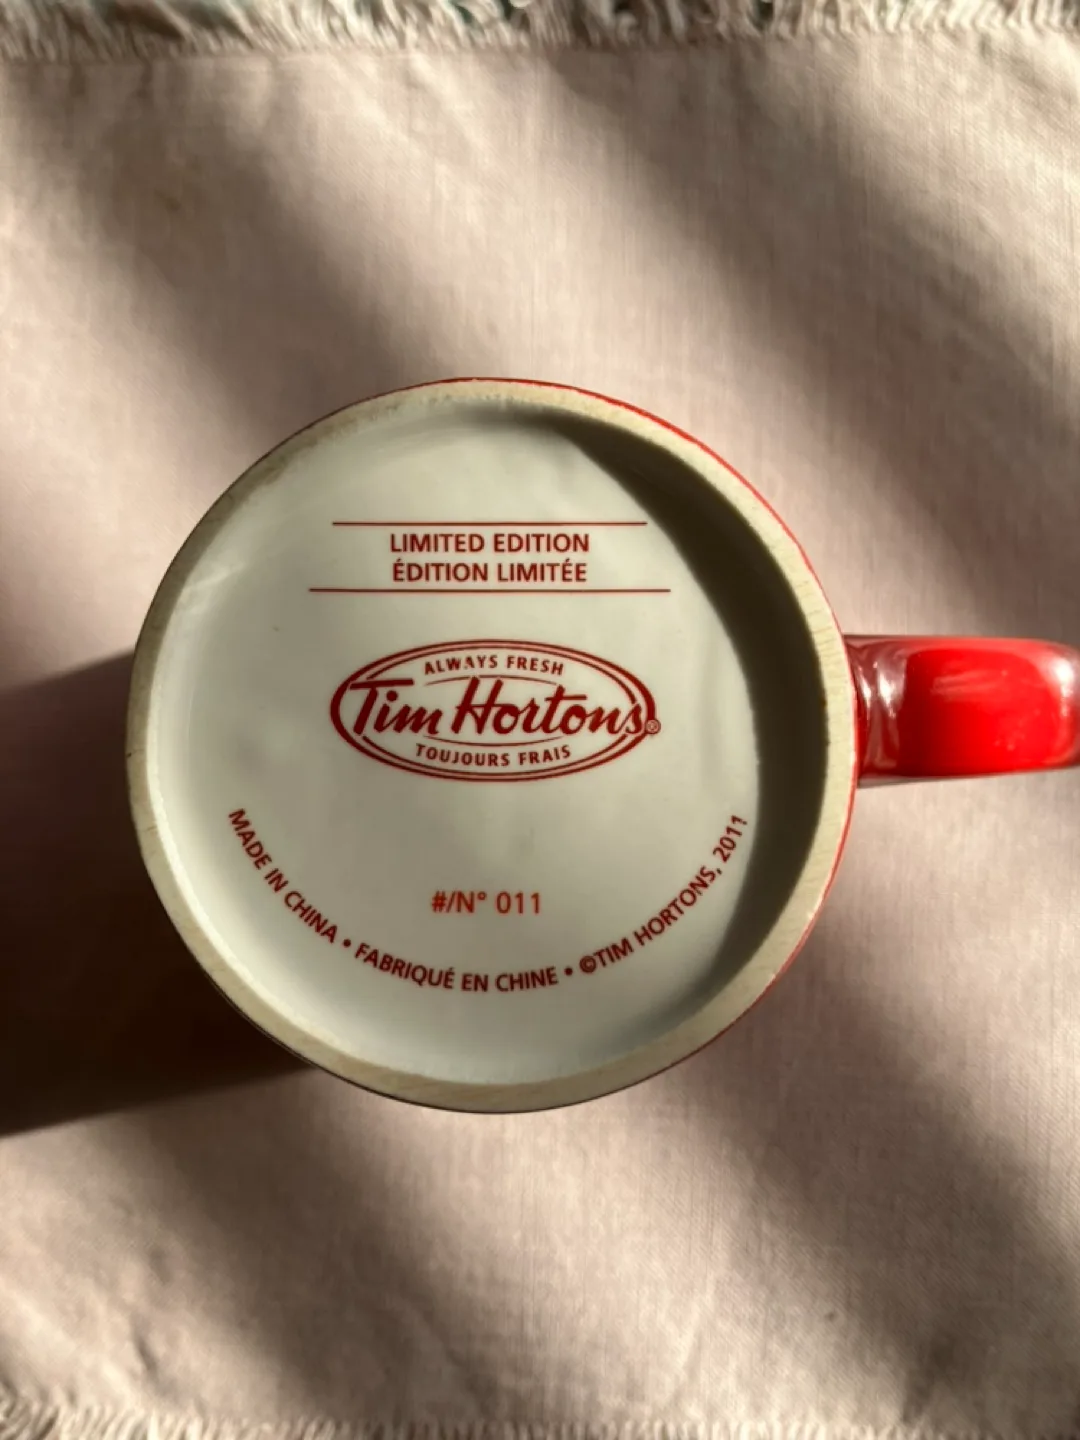 LIMITED EDITION
ÉDITION LIMITÉE
ALWAYS FRESH
Tim Hortons®
TOUJOURS FRAIS
#/N° 011
MADE IN CHINA • FABRIQUÉ EN CHINE • ©TIM HORTONS, 2011